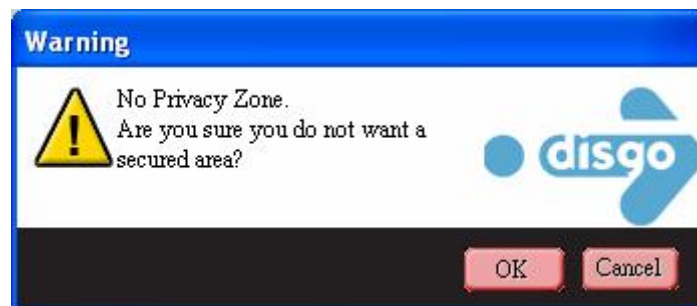 Warning
No Privacy Zone.
Are you sure you do not want a
secured area?
disgo
OK
Cancel